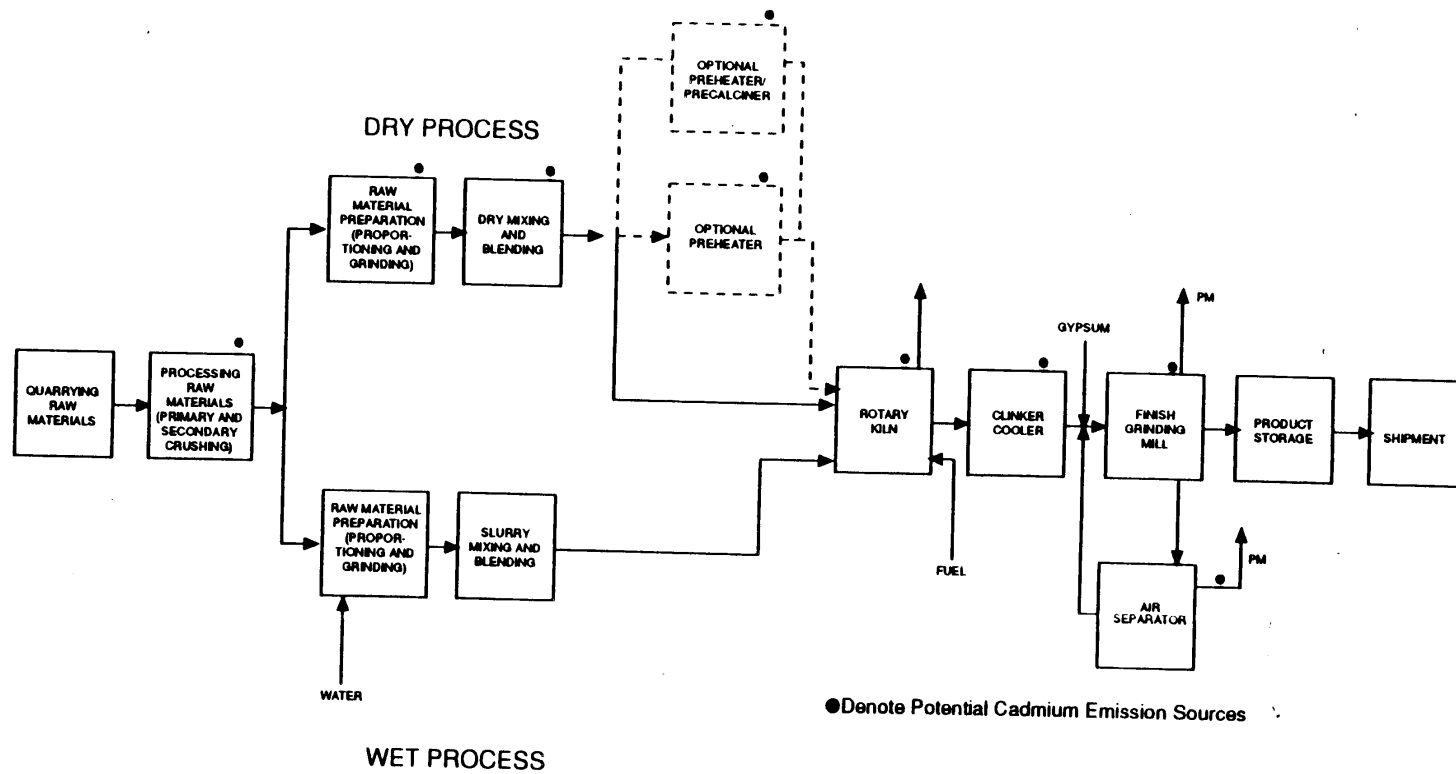 OPTIONAL
PREHEATER/
PRECALCINER
DRY PROCESS
RAW
MATERIAL
PREPARATION
(PROPOR-
TIONING AND
GRINDING)
DRY MIXING
AND
BLENDING
OPTIONAL
PREHEATER
QUARRYING
RAW
MATERIALS
PROCESSING
RAW
MATERIALS
(PRIMARY AND
SECONDARY
CRUSHING)
RAW MATERIAL
PREPARATION
(PROPOR-
TIONING AND
GRINDING)
SLURRY
MIXING AND
BLENDING
WATER
ROTARY
KILN
FUEL
CLINKER
COOLER
GYPSUM
FINISH
GRINDING
MILL
PM
PRODUCT
STORAGE
SHIPMENT
AIR
SEPARATOR
PM
●Denote Potential Cadmium Emission Sources
WET PROCESS